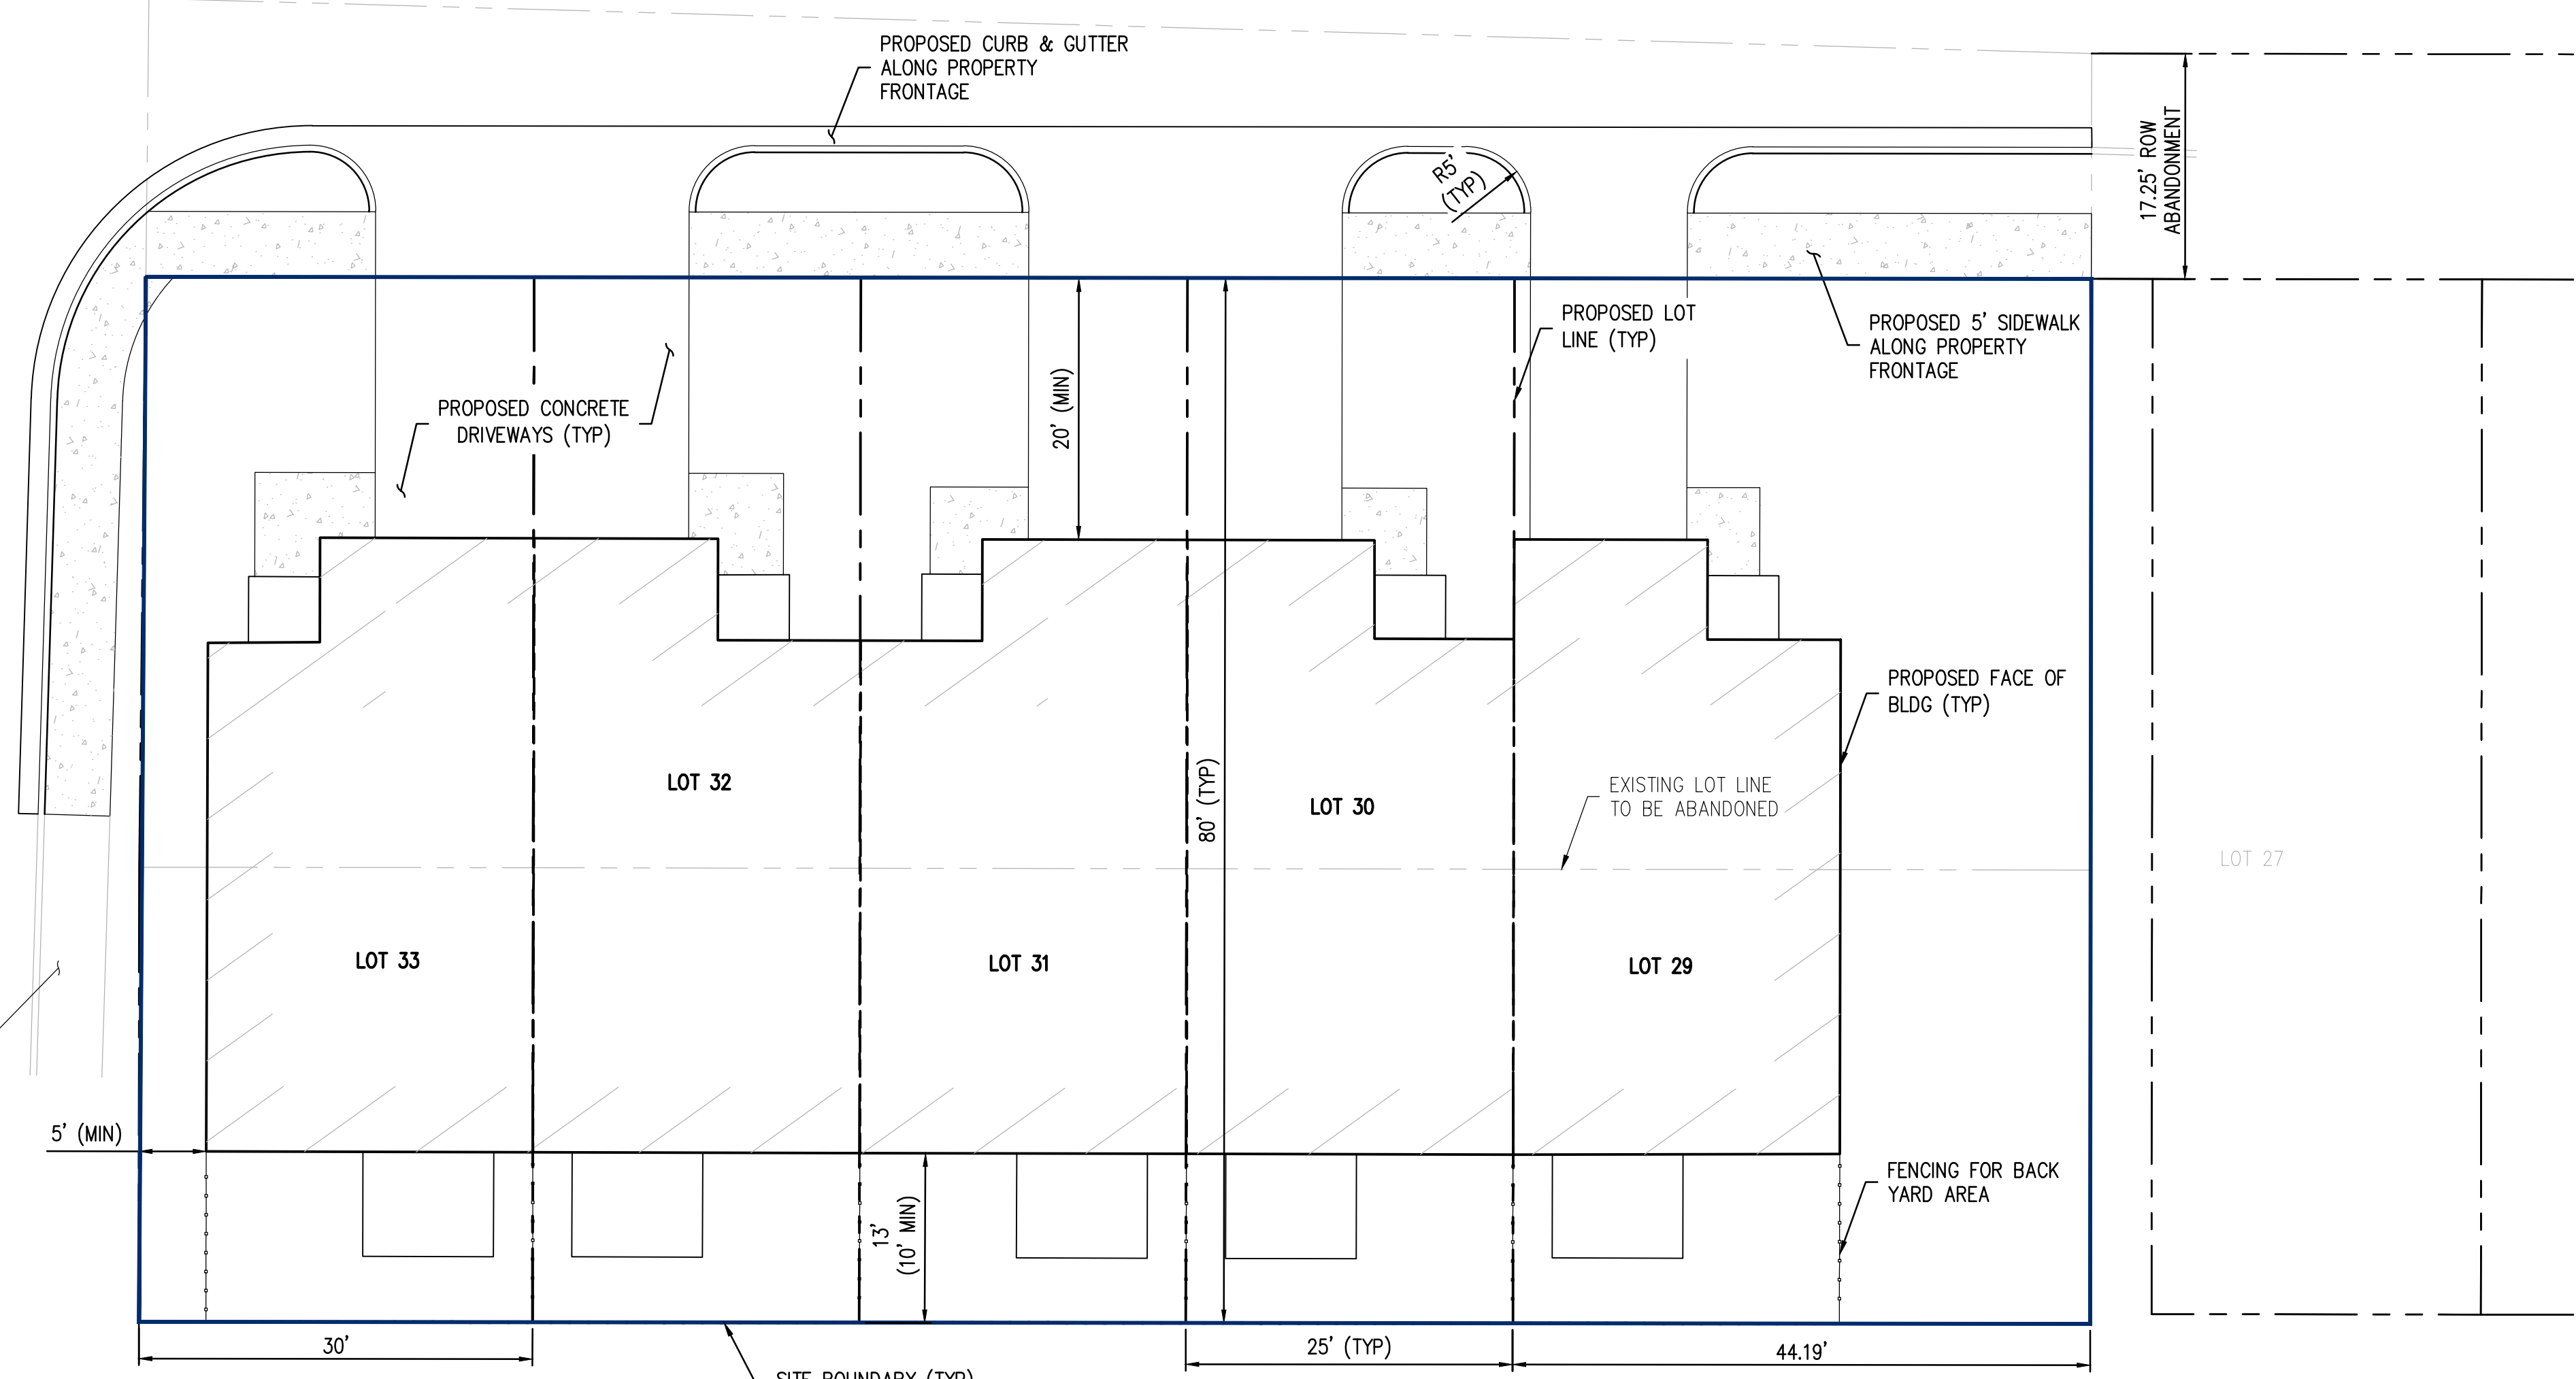 PROPOSED CURB & GUTTER
ALONG PROPERTY
FRONTAGE
17.25' ROW
ABANDONMENT
R5'
(TYP)
PROPOSED LOT
LINE (TYP)
PROPOSED 5' SIDEWALK
ALONG PROPERTY
FRONTAGE
20' (MIN)
PROPOSED CONCRETE
DRIVEWAYS (TYP)
PROPOSED FACE OF
BLDG (TYP)
LOT 32
80' (TYP)
LOT 30
EXISTING LOT LINE
TO BE ABANDONED
LOT 27
LOT 33
LOT 31
LOT 29
5' (MIN)
FENCING FOR BACK
YARD AREA
13'
(10' MIN)
30'
25' (TYP)
44.19'
SITE BOUNDARY (TYP)